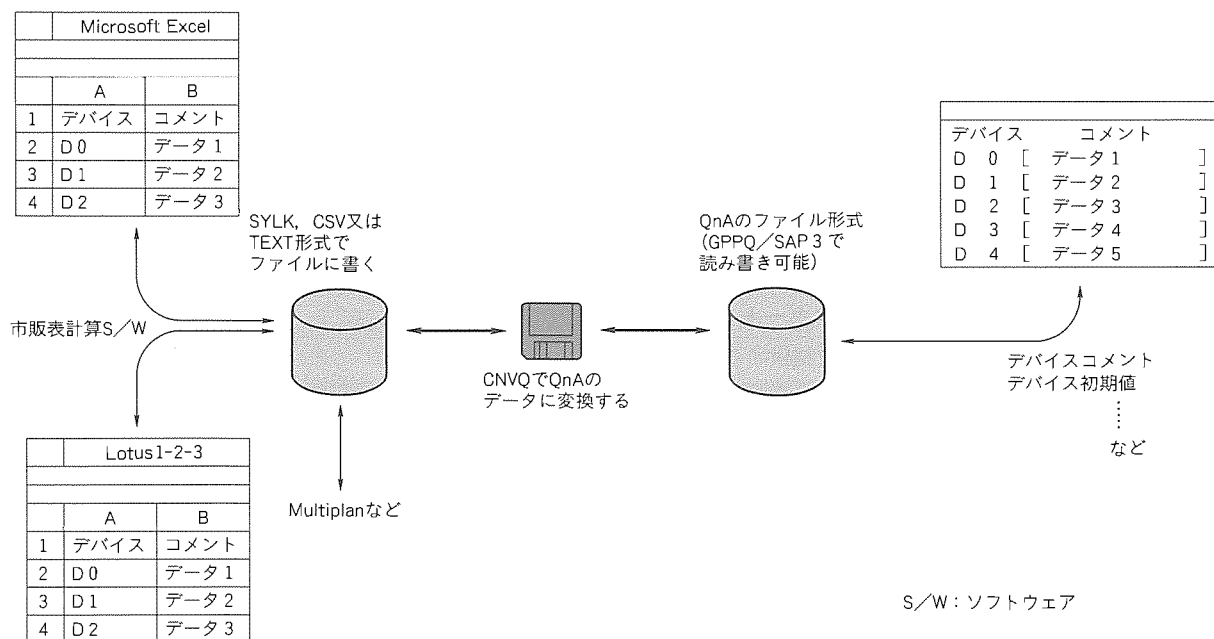 Microsoft Excel
A B
1 デバイス コメント
2 D0 データ1
3 D1 データ2
4 D2 データ3
市販表計算S/W
Lotus1-2-3
A B
1 デバイス コメント
2 D0 データ1
3 D1 データ2
4 D2 データ3
SYLK,CSV又は
TEXT形式で
ファイルに書く
Multiplanなど
CNVQでQnAの
データに変換する
QnAのファイル形式
(GPPQ/SAP3で
読み書き可能)
デバイス コメント
D 0 [ データ1 ]
D 1 [ データ2 ]
D 2 [ データ3 ]
D 3 [ データ4 ]
D 4 [ データ5 ]
デバイスコメント
デバイス初期値
……
など
S/W:ソフトウェア